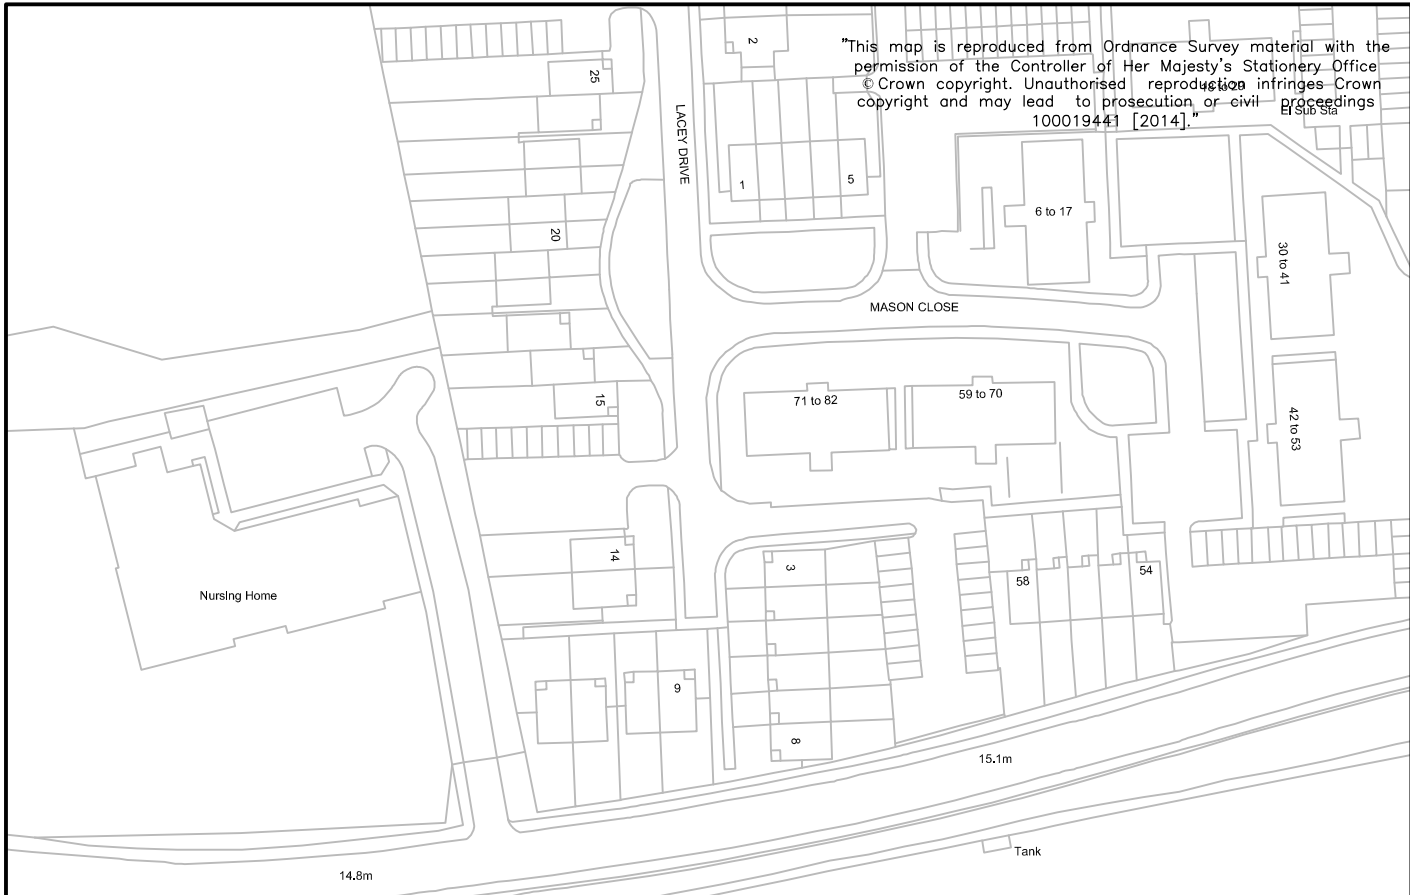 "This map is reproduced from Ordnance Survey material with the
permission of the Controller of Her Majesty's Stationery Office
© Crown copyright. Unauthorised reproduction infringes Crown
copyright and may lead to prosecution or civil proceedings
100019441 [2014]."
18 to 29
El Sub Sta
2
25
LACEY DRIVE
1
5
6 to 17
20
30 to 41
MASON CLOSE
15
71 to 82
59 to 70
42 to 53
14
3
58
54
Nursing Home
9
8
15.1m
Tank
14.8m